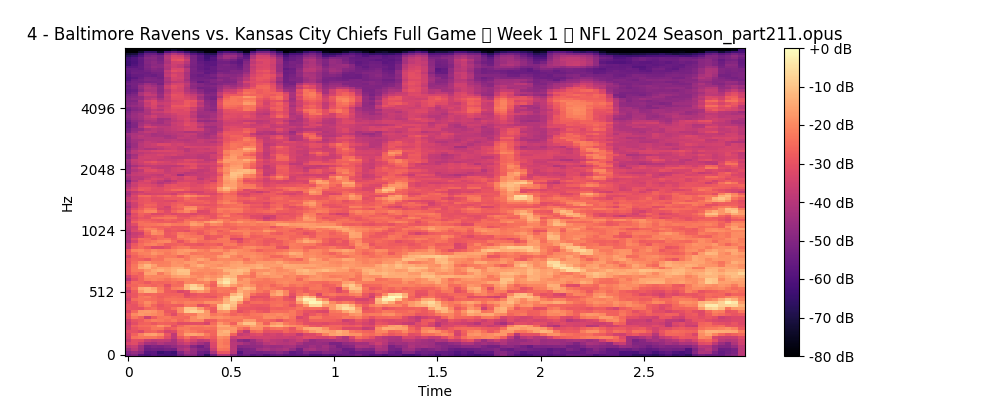 4 - Baltimore Ravens vs. Kansas City Chiefs Full Game ▯ Week 1 ▯ NFL 2024 Season_part211.opus
+0 dB
-10 dB
-20 dB
-30 dB
-40 dB
-50 dB
-60 dB
-70 dB
-80 dB
4096
2048
1024
512
0
Hz
0 0.5 1 1.5 2 2.5
Time